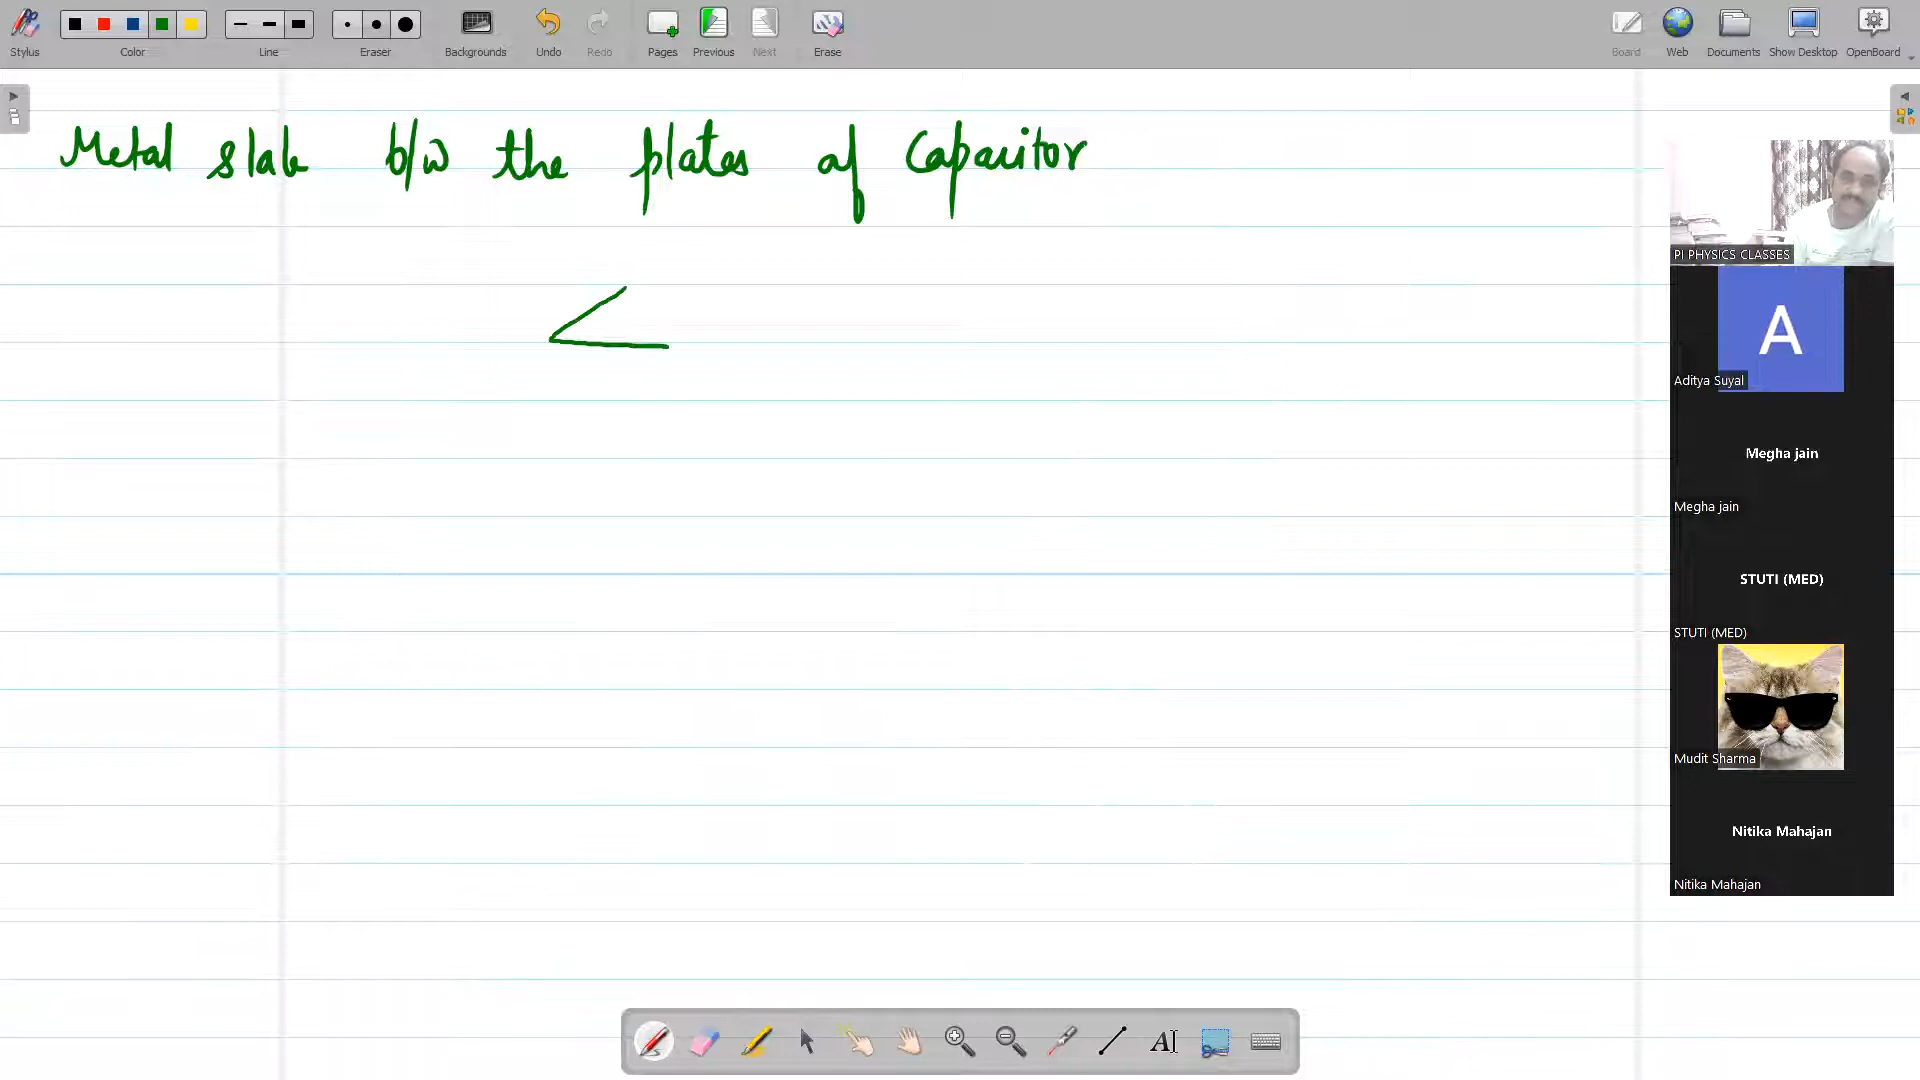 Stylus
Color
Line
Eraser
Backgrounds
Undo
Redo
Pages
Previous
Next
Erase
Board
Web
Documents
Show Desktop
OpenBoard
Metal slab b/w the plates of Capacitor
PI PHYSICS CLASSES
A
Aditya Suyal
Megha jain
Megha jain
STUTI (MED)
STUTI (MED)
Mudit Sharma
Nitika Mahajan
Nitika Mahajan